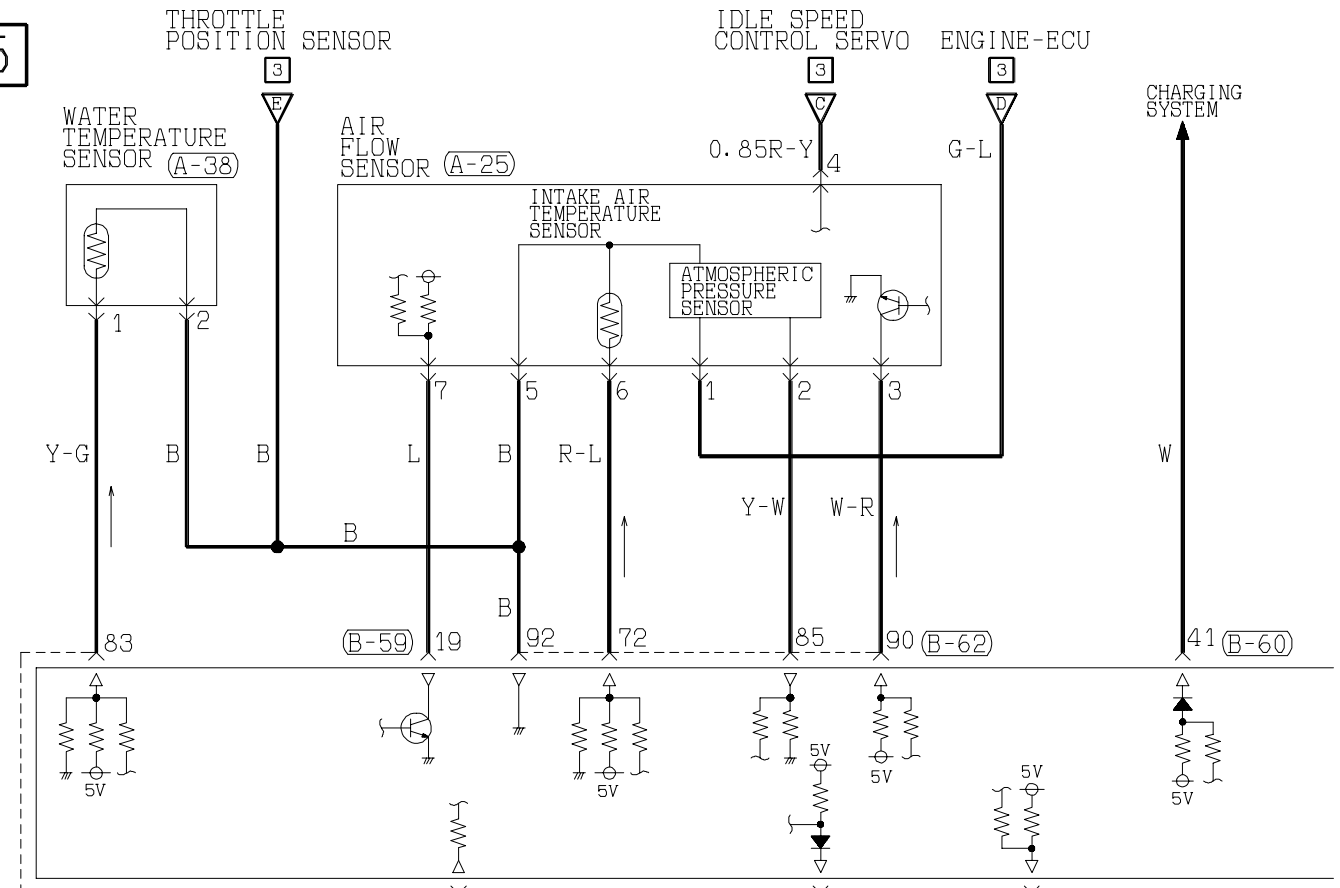 5
THROTTLE
POSITION SENSOR
IDLE SPEED
CONTROL SERVO
ENGINE-ECU
3
3
3
E
C
D
CHARGING
SYSTEM
WATER
TEMPERATURE
SENSOR
A-38
AIR
FLOW
SENSOR
A-25
0.85R-Y
4
G-L
INTAKE AIR
TEMPERATURE
SENSOR
ATMOSPHERIC
PRESSURE
SENSOR
1
2
7
5
6
1
2
3
Y-G
B
B
L
B
R-L
W
Y-W
W-R
B
B
83
B-59
19
92
72
85
90
B-62
41
B-60
5V
5V
5V
5V
5V
5V